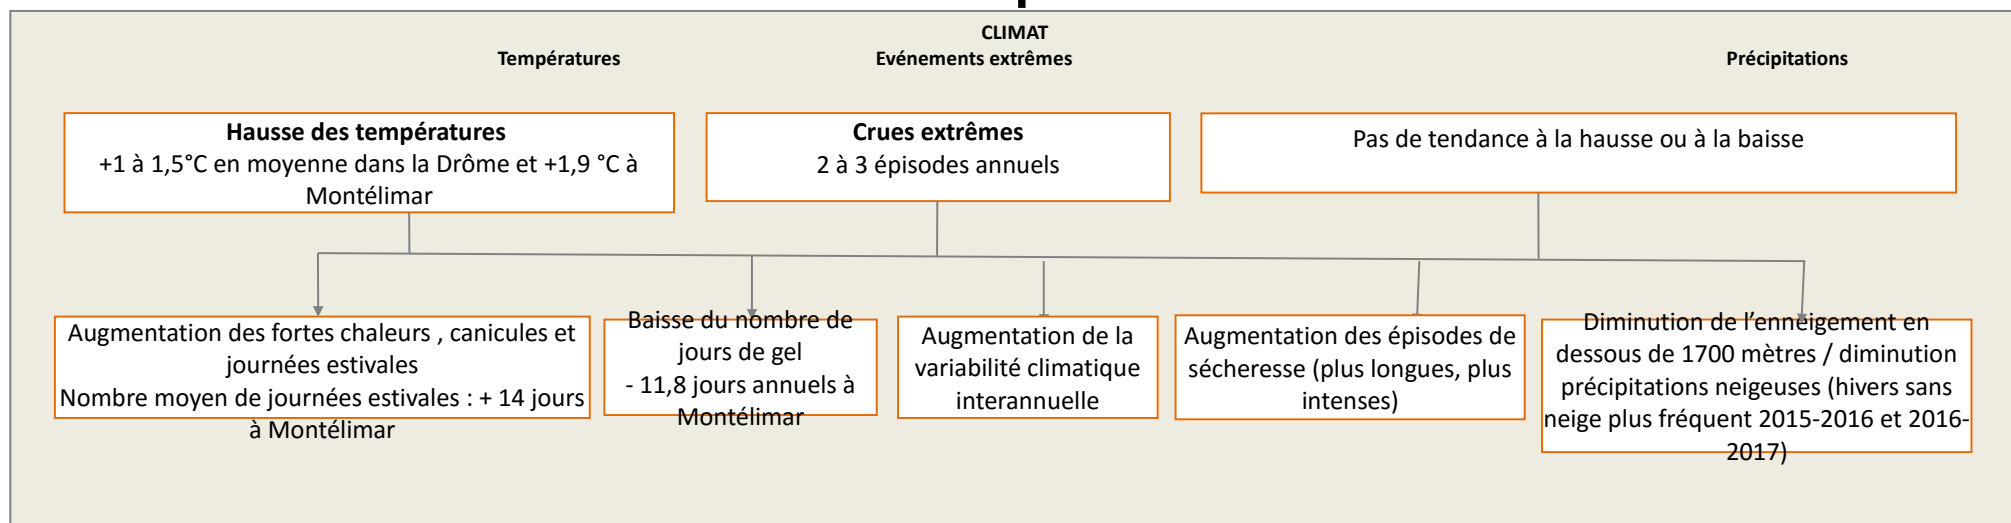 CLIMAT
Températures
Evénements extrêmes
Précipitations
Hausse des températures
+1 à 1,5°C en moyenne dans la Drôme et +1,9 °C à
Montélimar
Crues extrêmes
2 à 3 épisodes annuels
Pas de tendance à la hausse ou à la baisse
Augmentation des fortes chaleurs , canicules et
journées estivales
Nombre moyen de journées estivales : + 14 jours
à Montélimar
Baisse du nombre de
jours de gel
- 11,8 jours annuels à
Montélimar
Augmentation de la
variabilité climatique
interannuelle
Augmentation des épisodes de
sécheresse (plus longues, plus
intenses)
Diminution de l’enneigement en
dessous de 1700 mètres / diminution
précipitations neigeuses (hivers sans
neige plus fréquent 2015-2016 et 2016-
2017)